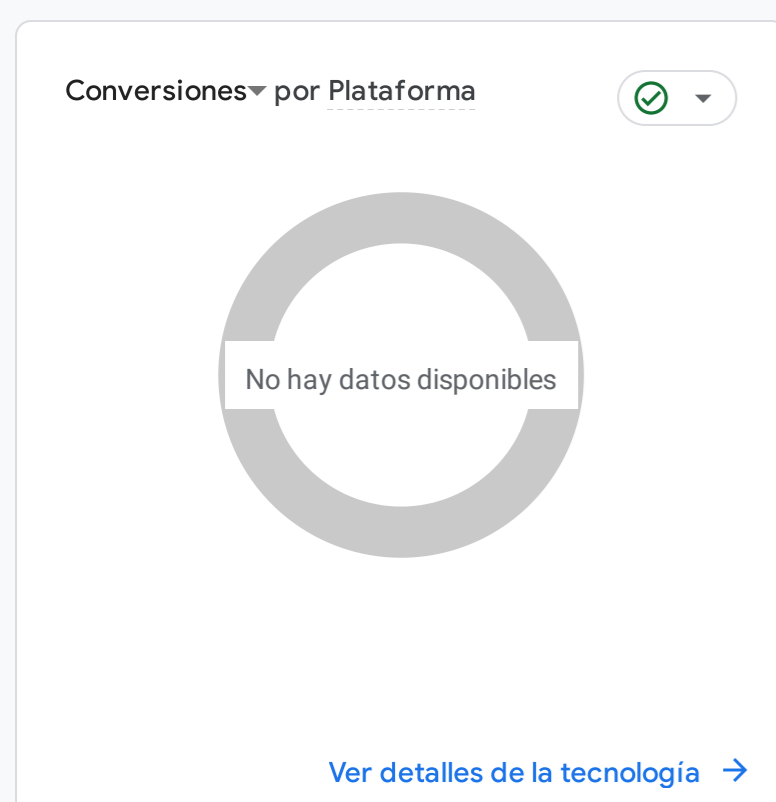 Conversiones por Plataforma
No hay datos disponibles
Ver detalles de la tecnología